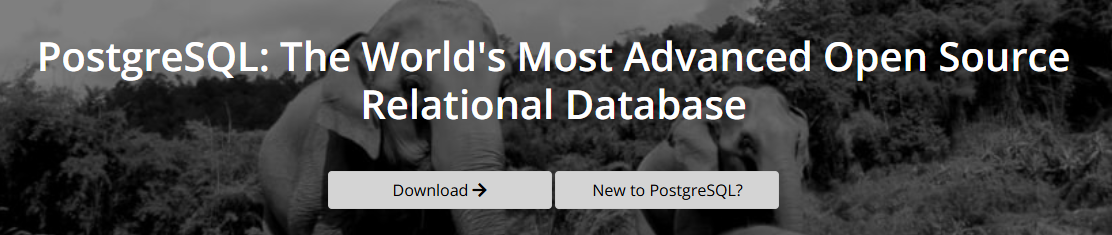 PostgreSQL: The World's Most Advanced Open Source
Relational Database
Download →
New to PostgreSQL?